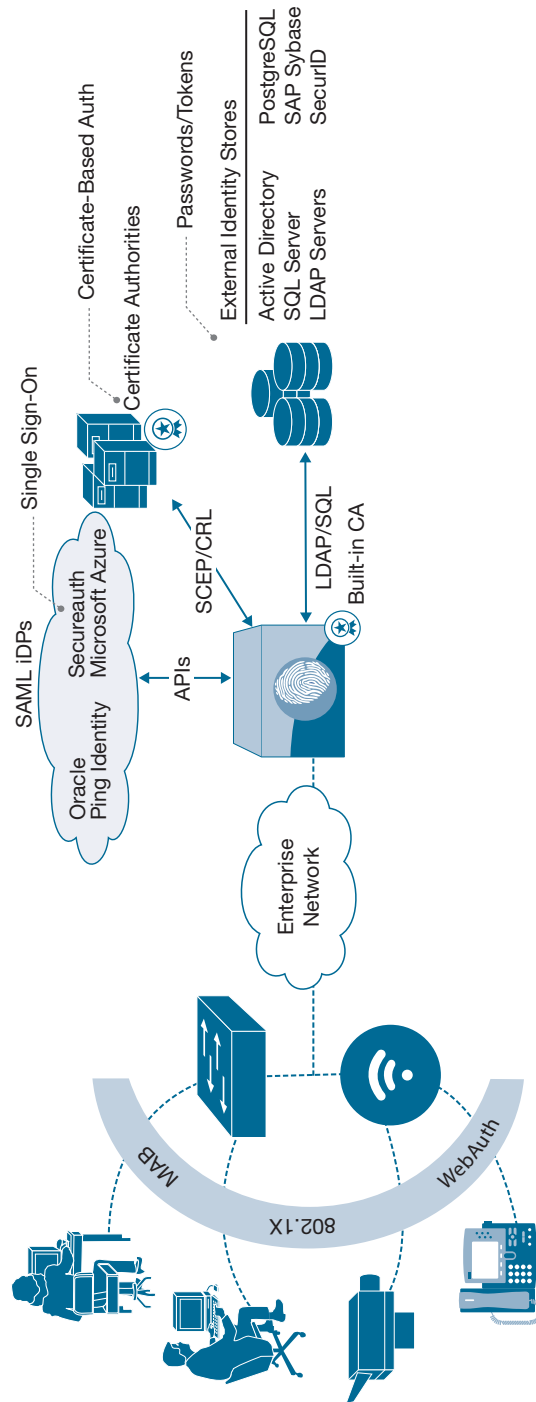 SAML iDPs
Oracle
Ping Identity
Secureauth
Microsoft Azure
Single Sign-On
Certificate-Based Auth
Certificate Authorities
Passwords/Tokens
External Identity Stores
Active Directory
SQL Server
LDAP Servers
PostgreSQL
SAP Sybase
SecurID
APIs
SCEP/CRL
LDAP/SQL
Built-in CA
Enterprise
Network
MAB
802.1X
WebAuth